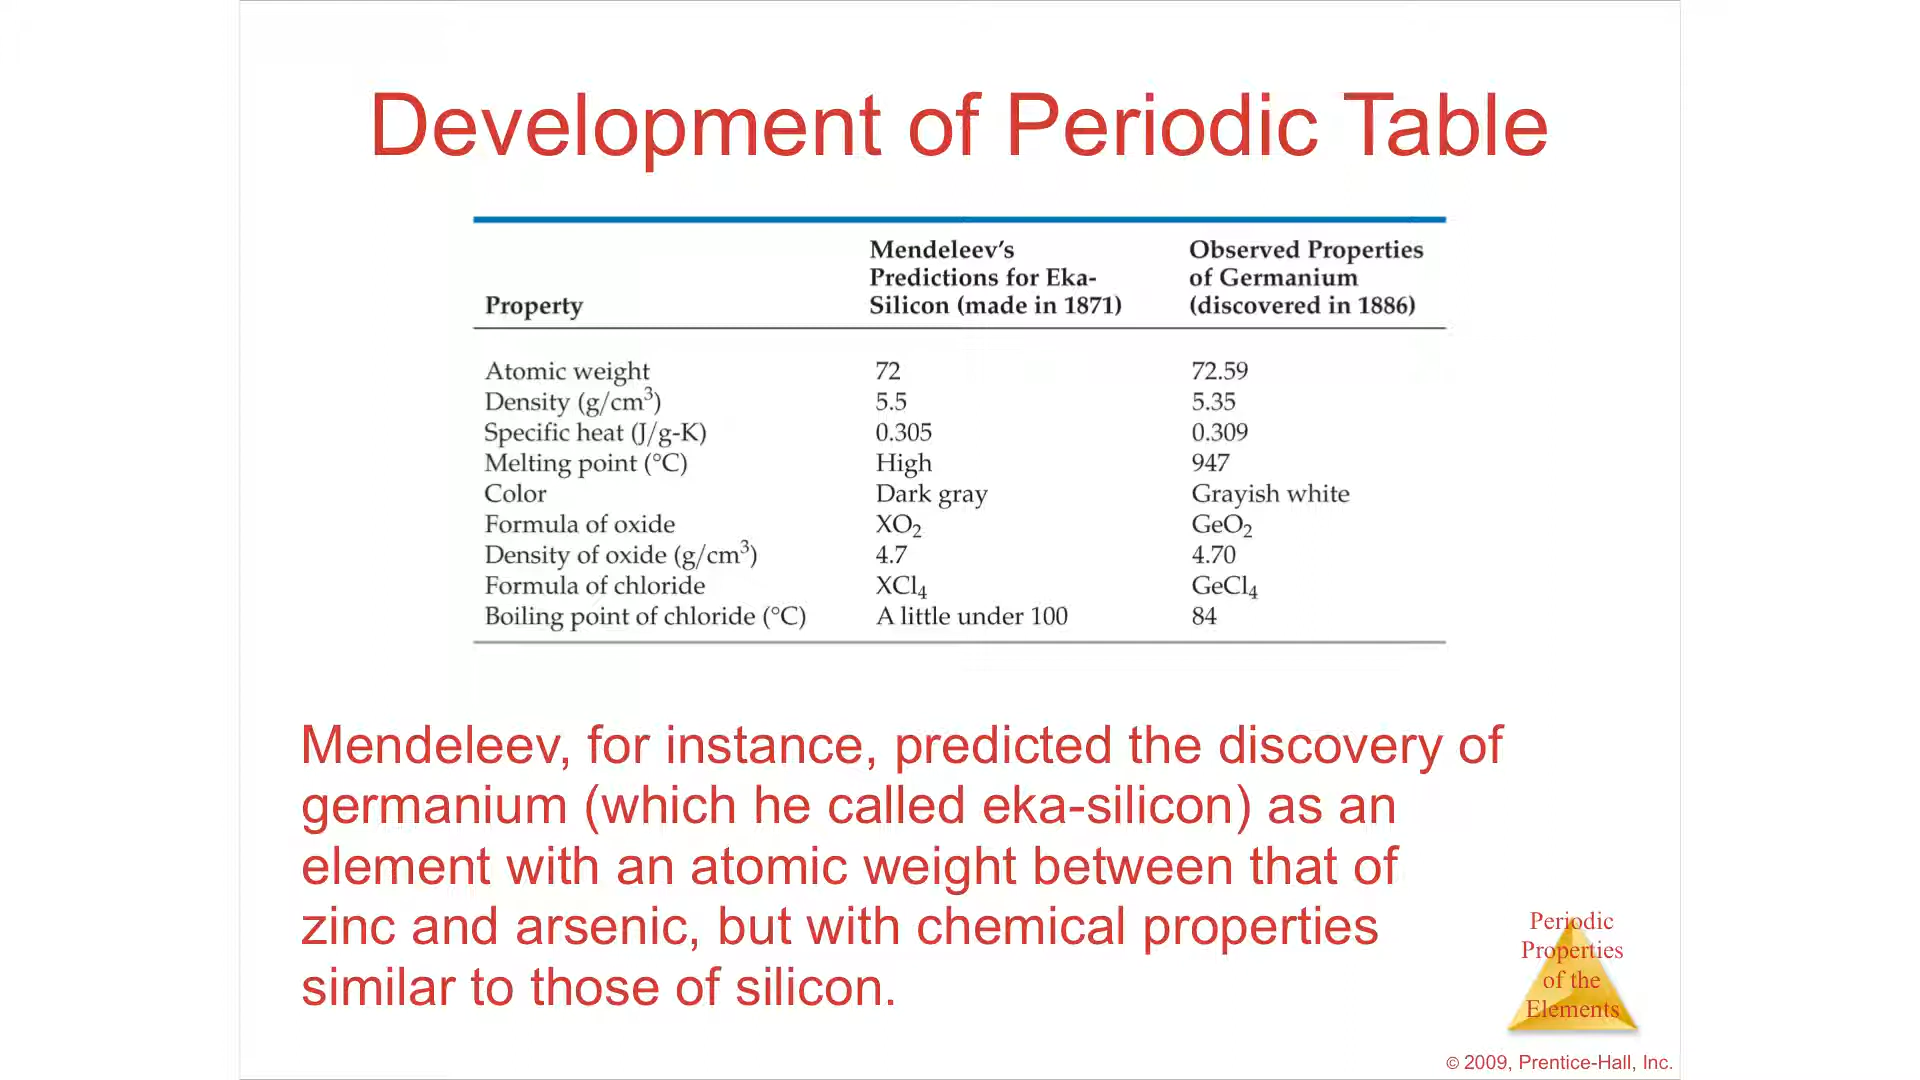 Development of Periodic Table
Mendeleev's Observed Properties
Predictions for Eka- of Germanium
Property Silicon (made in 1871) (discovered in 1886)
Atomic weight 72 72.59
Density (g/cm³) 5.5 5.35
Specific heat (J/g-K) 0.305 0.309
Melting point (°C) High 947
Color Dark gray Grayish white
Formula of oxide XO₂ GeO₂
Density of oxide (g/cm³) 4.7 4.70
Formula of chloride XCl₄ GeCl₄
Boiling point of chloride (°C) A little under 100 84
Mendeleev, for instance, predicted the discovery of
germanium (which he called eka-silicon) as an
element with an atomic weight between that of
zinc and arsenic, but with chemical properties
similar to those of silicon.
Periodic
Properties
of the
Elements
© 2009, Prentice-Hall, Inc.